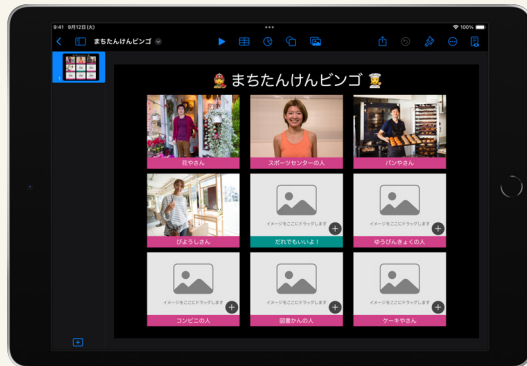 9:41 9月12日(火)
100%
まちたんけんビンゴ
1
まちたんけんビンゴ
花やさん
スポーツセンターの人
パンやさん
イメージをここにドラッグします
イメージをここにドラッグします
びようしさん
だれでもいいよ!
ゆうびんきょくの人
イメージをここにドラッグします
イメージをここにドラッグします
イメージをここにドラッグします
コンビニの人
図書かんの人
ケーキやさん